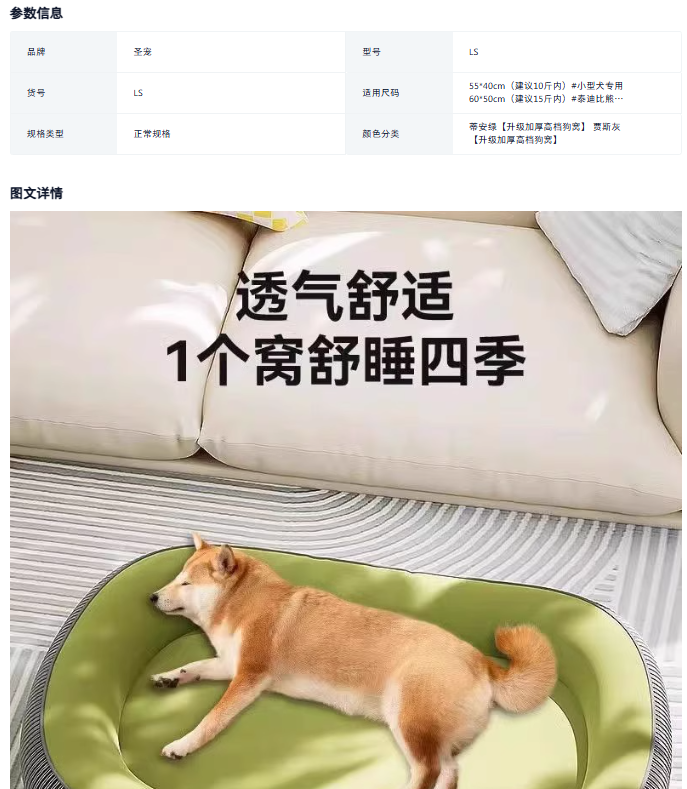 参数信息
品牌
圣宠
型号
LS
货号
LS
适用尺码
55*40cm（建议10斤内）#小型犬专用
60*50cm（建议15斤内）#泰迪比熊…
规格类型
正常规格
颜色分类
蒂安绿【升级加厚高档狗窝】 贾斯灰
【升级加厚高档狗窝】
图文详情
透气舒适
1个窝舒睡四季